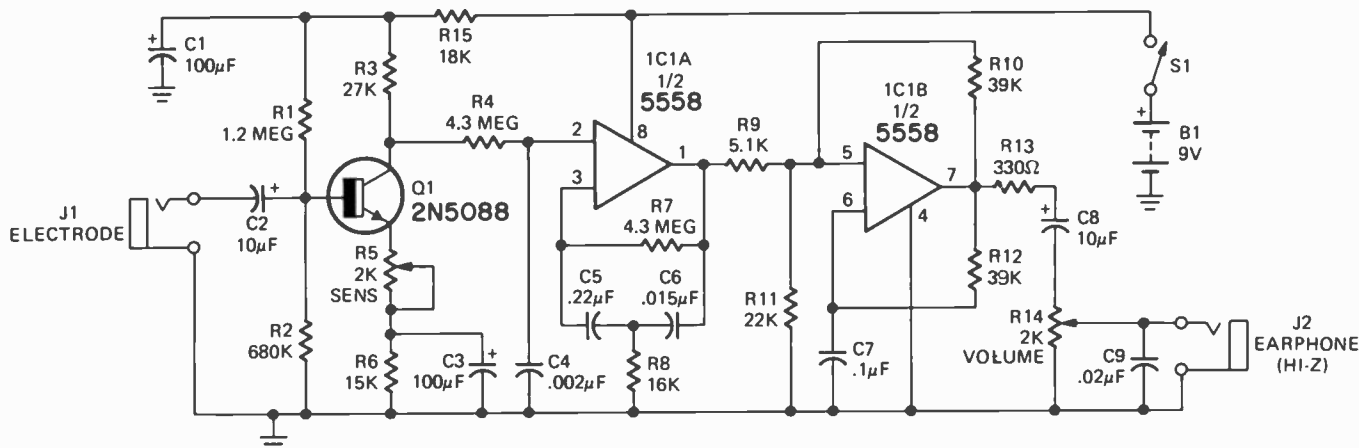 C1
100µF
R1
1.2 MEG
R3
27K
R15
18K
R4
4.3 MEG
1C1A
1/2
5558
2
3
8
1
R9
5.1K
1C1B
1/2
5558
5
6
7
4
R10
39K
R13
330Ω
S1
B1
9V
J1
ELECTRODE
C2
10µF
Q1
2N5088
R7
4.3 MEG
C8
10µF
R5
2K
SENS
C5
.22µF
C6
.015µF
R12
39K
R11
22K
R2
680K
R6
15K
C3
100µF
C4
.002µF
R8
16K
C7
.1µF
R14
2K
VOLUME
C9
.02µF
J2
EARPHONE
(HI-Z)